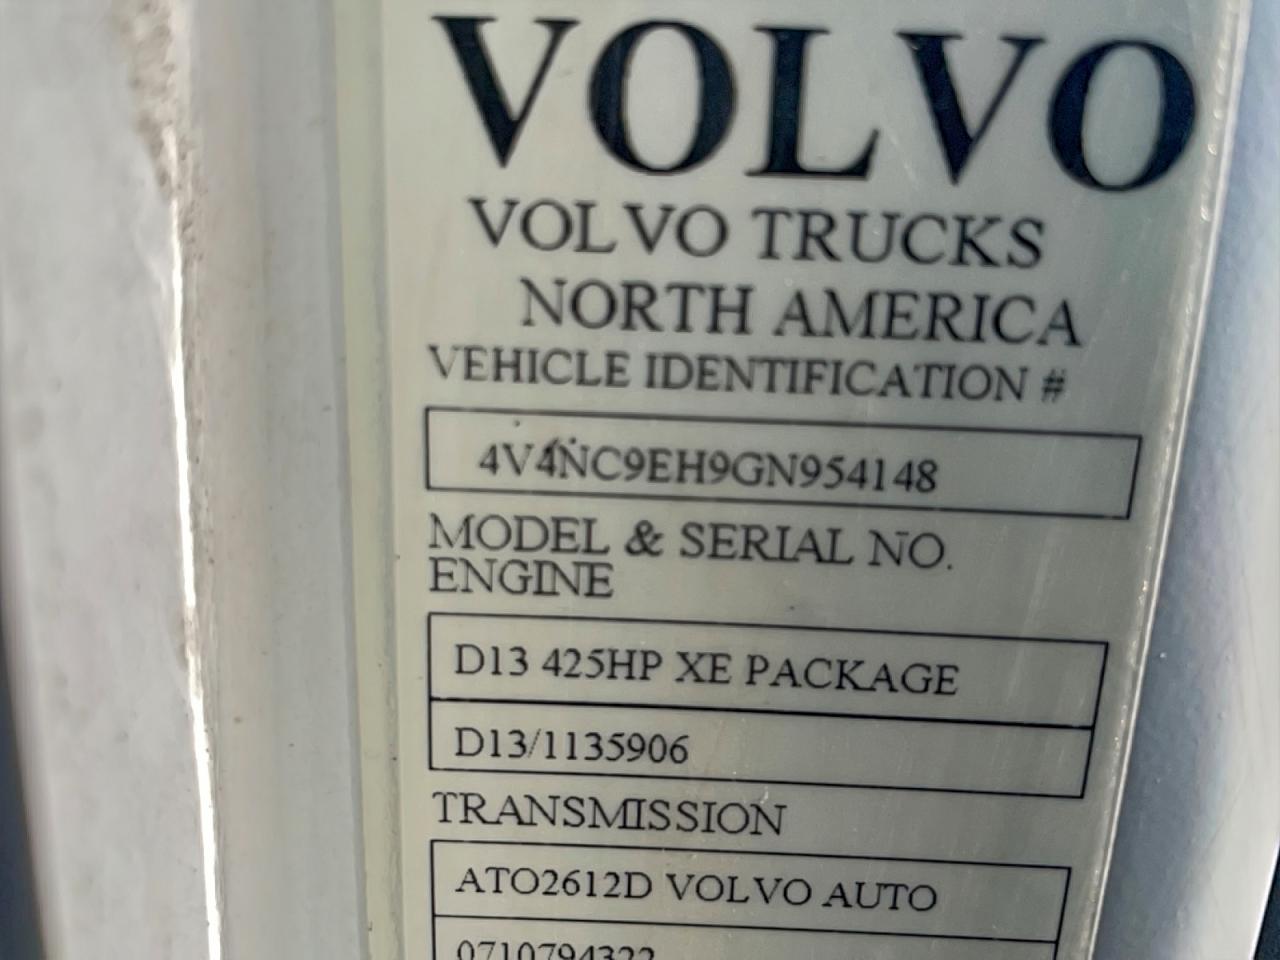 VOLVO
VOLVO TRUCKS
NORTH AMERICA
VEHICLE IDENTIFICATION #
4V4NC9EH9GN954148
MODEL & SERIAL NO.
ENGINE
D13 425HP XE PACKAGE
D13/1135906
TRANSMISSION
ATO2612D VOLVO AUTO
0710794322